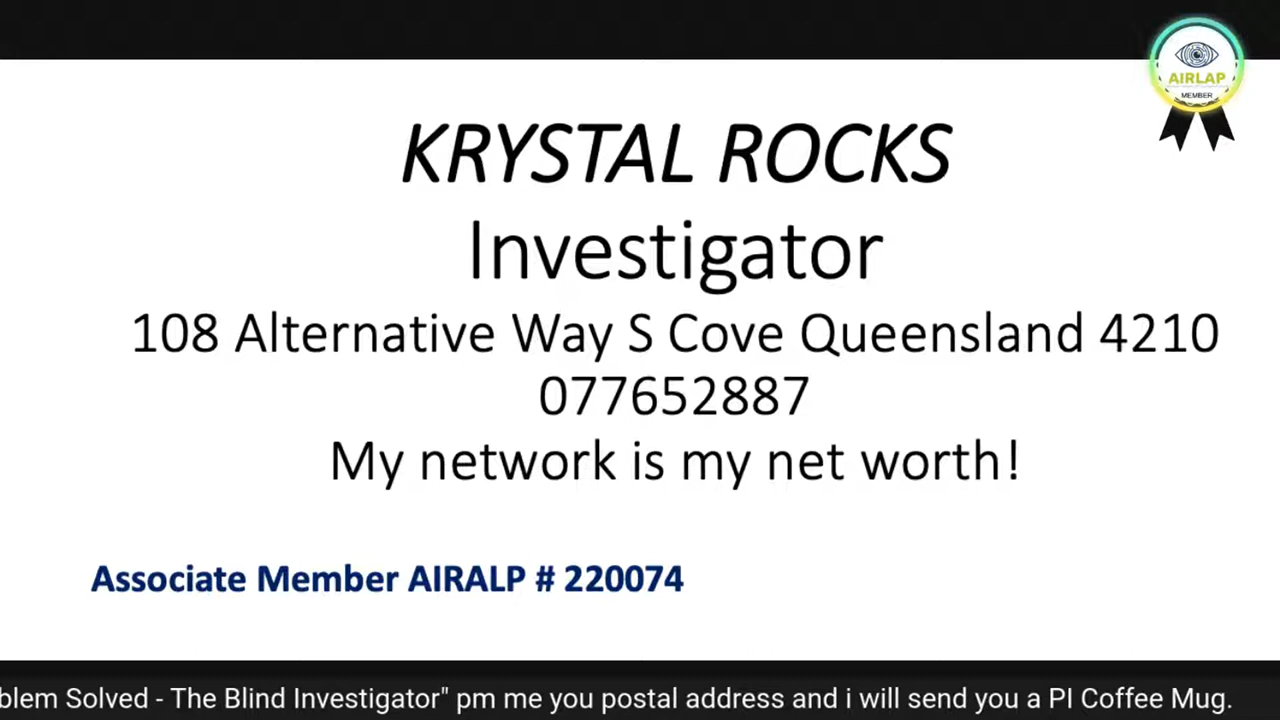 AIRLAP
MEMBER
KRYSTAL ROCKS
Investigator
108 Alternative Way S Cove Queensland 4210
077652887
My network is my net worth!
Associate Member AIRALP # 220074
blem Solved - The Blind Investigator" pm me you postal address and i will send you a PI Coffee Mug.